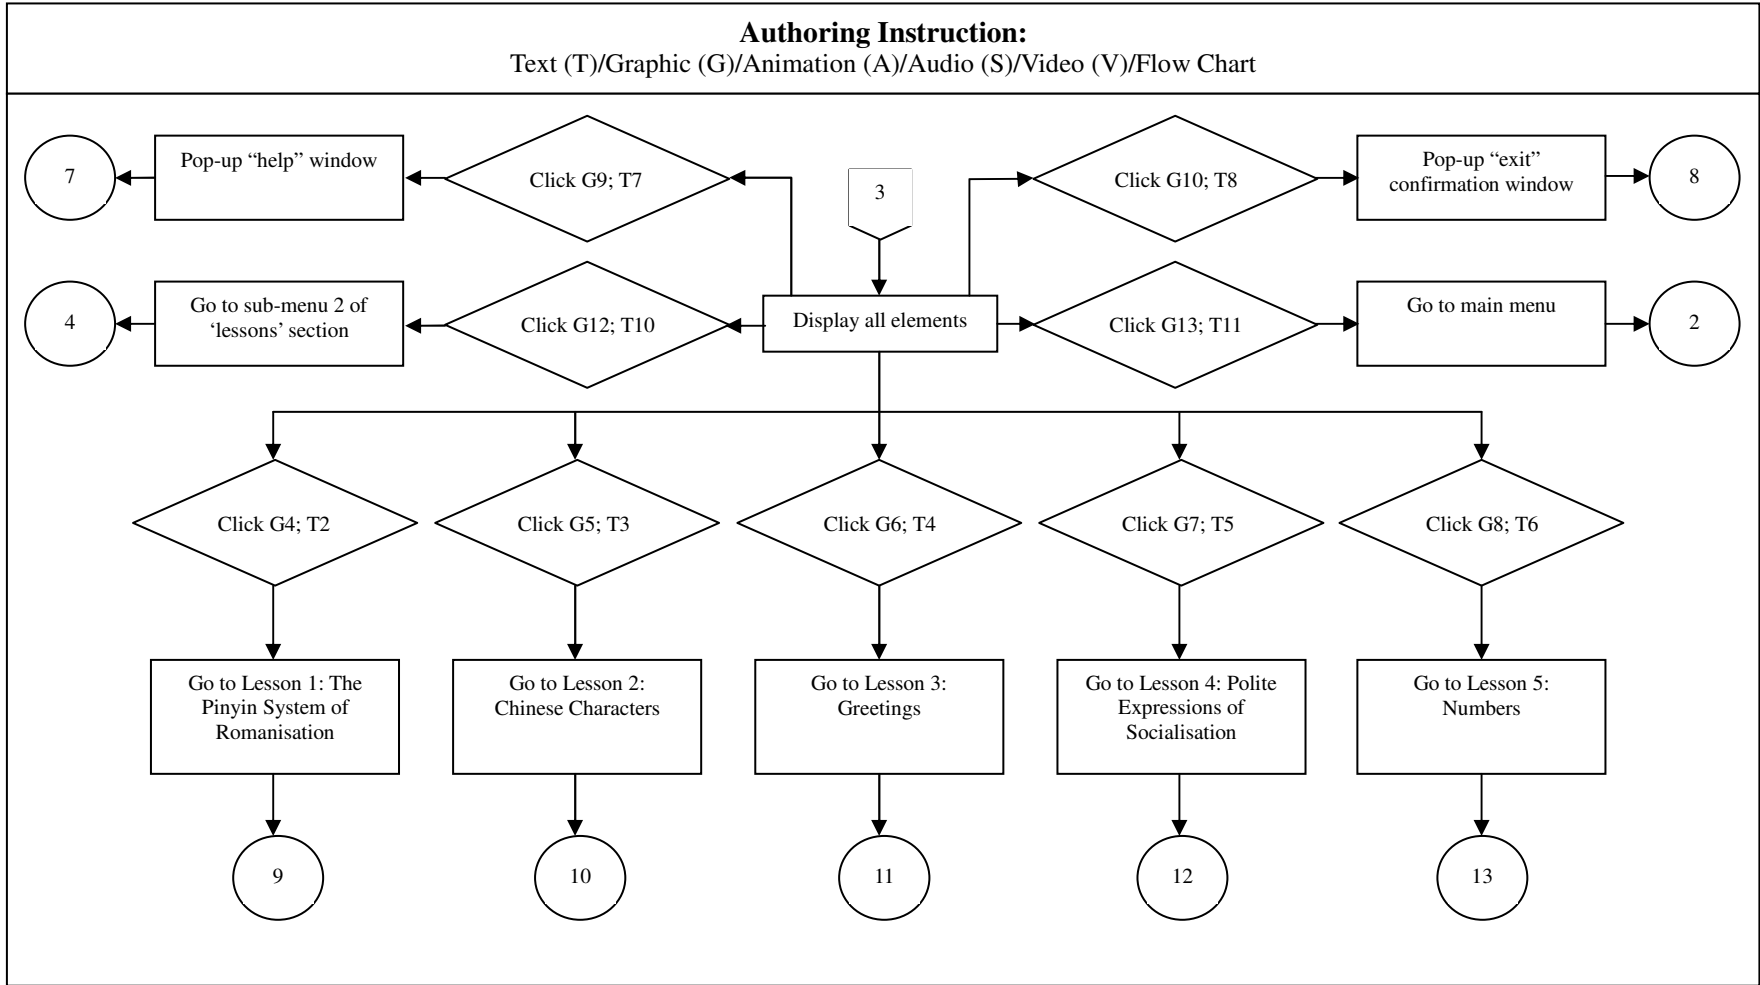 Authoring Instruction:
Text (T)/Graphic (G)/Animation (A)/Audio (S)/Video (V)/Flow Chart
7
Pop-up “help” window
Click G9; T7
3
Click G10; T8
Pop-up “exit”
confirmation window
8
4
Go to sub-menu 2 of
‘lessons’ section
Click G12; T10
Display all elements
Click G13; T11
Go to main menu
2
Click G4; T2
Click G5; T3
Click G6; T4
Click G7; T5
Click G8; T6
Go to Lesson 1: The
Pinyin System of
Romanisation
Go to Lesson 2:
Chinese Characters
Go to Lesson 3:
Greetings
Go to Lesson 4: Polite
Expressions of
Socialisation
Go to Lesson 5:
Numbers
9
10
11
12
13